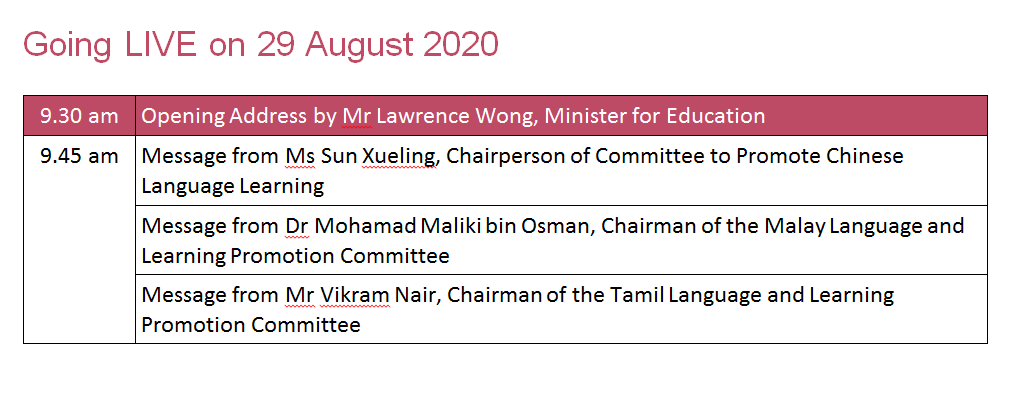 Going LIVE on 29 August 2020
9.30 am Opening Address by Mr Lawrence Wong, Minister for Education
9.45 am Message from Ms Sun Xueling, Chairperson of Committee to Promote Chinese
Language Learning
Message from Dr Mohamad Maliki bin Osman, Chairman of the Malay Language and
Learning Promotion Committee
Message from Mr Vikram Nair, Chairman of the Tamil Language and Learning
Promotion Committee